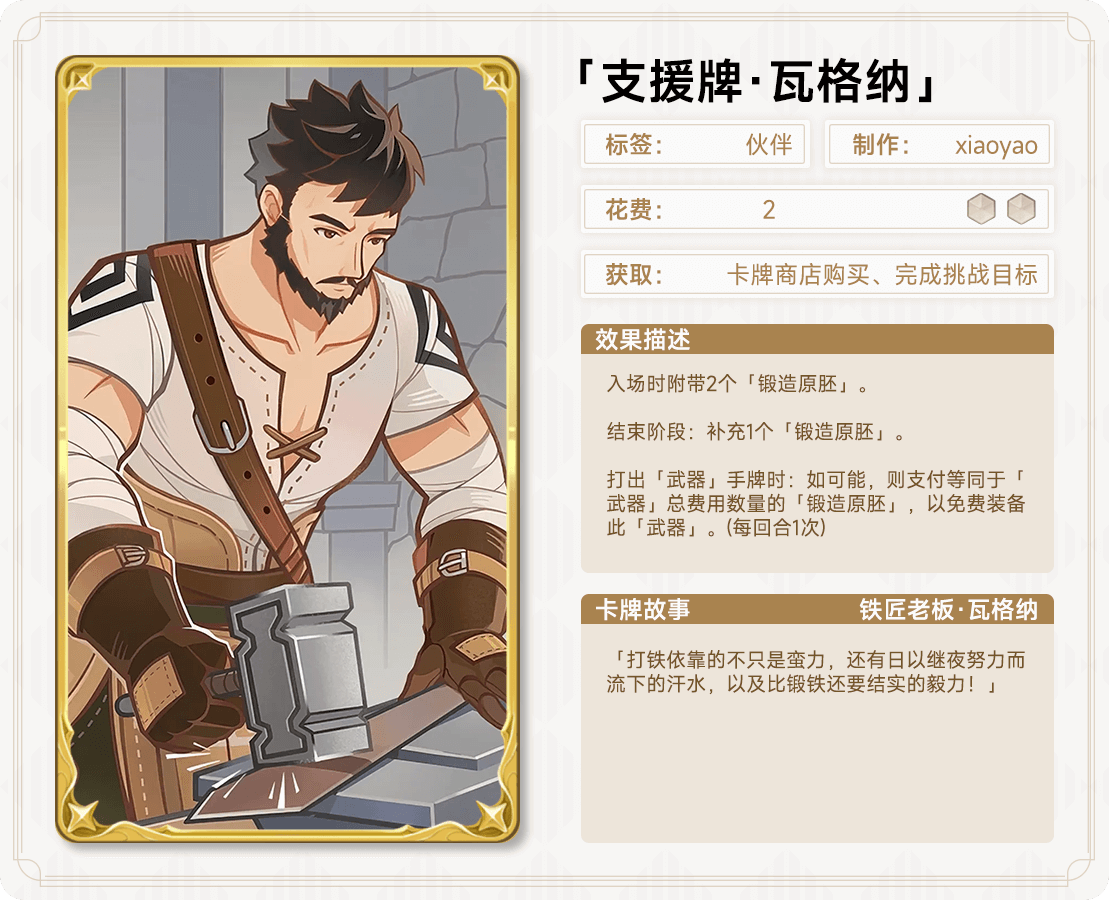 「支援牌·瓦格纳」
标签： 伙伴 制作： xiaoyao
花费： 2
获取： 卡牌商店购买、完成挑战目标
效果描述
入场时附带2个「锻造原胚」。
结束阶段：补充1个「锻造原胚」。
打出「武器」手牌时：如可能，则支付等同于「
武器」总费用数量的「锻造原胚」，以免费装备
此「武器」。(每回合1次)
卡牌故事 铁匠老板·瓦格纳
「打铁依靠的不只是蛮力，还有日以继夜努力而
流下的汗水，以及比锻铁还要结实的毅力！」